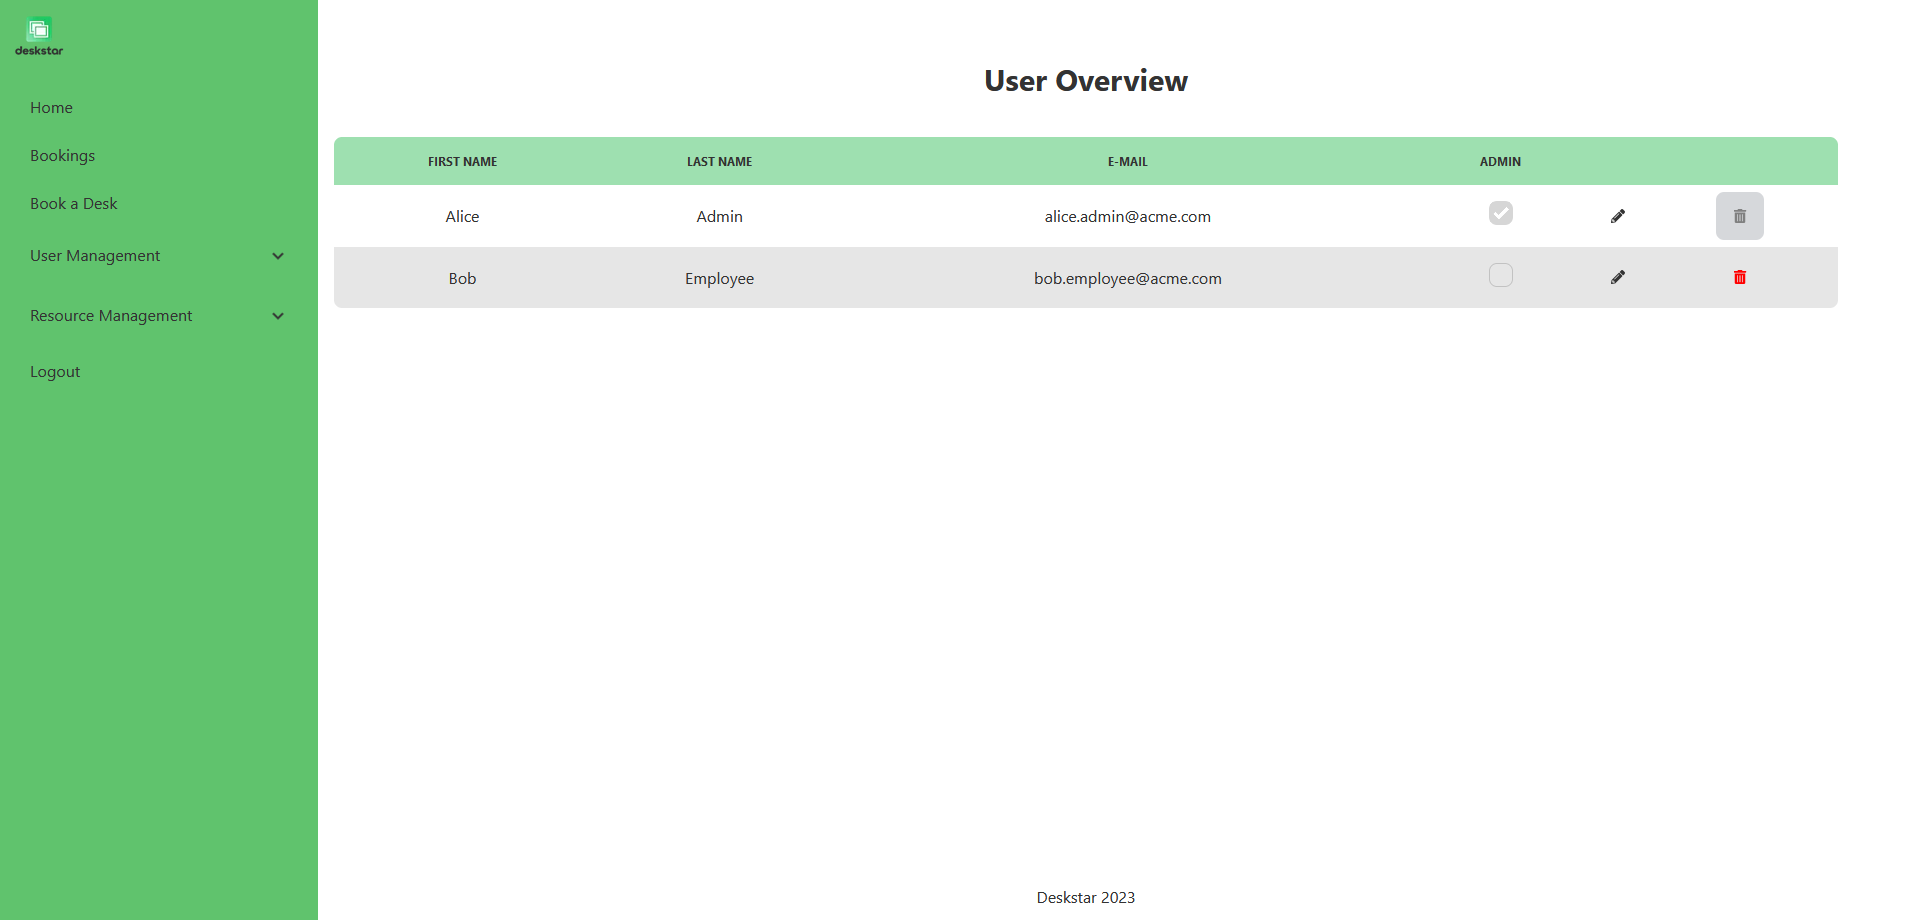 deskstar
Home
Bookings
Book a Desk
User Management
Resource Management
Logout
User Overview
FIRST NAME LAST NAME E-MAIL ADMIN
Alice Admin alice.admin@acme.com
Bob Employee bob.employee@acme.com
Deskstar 2023